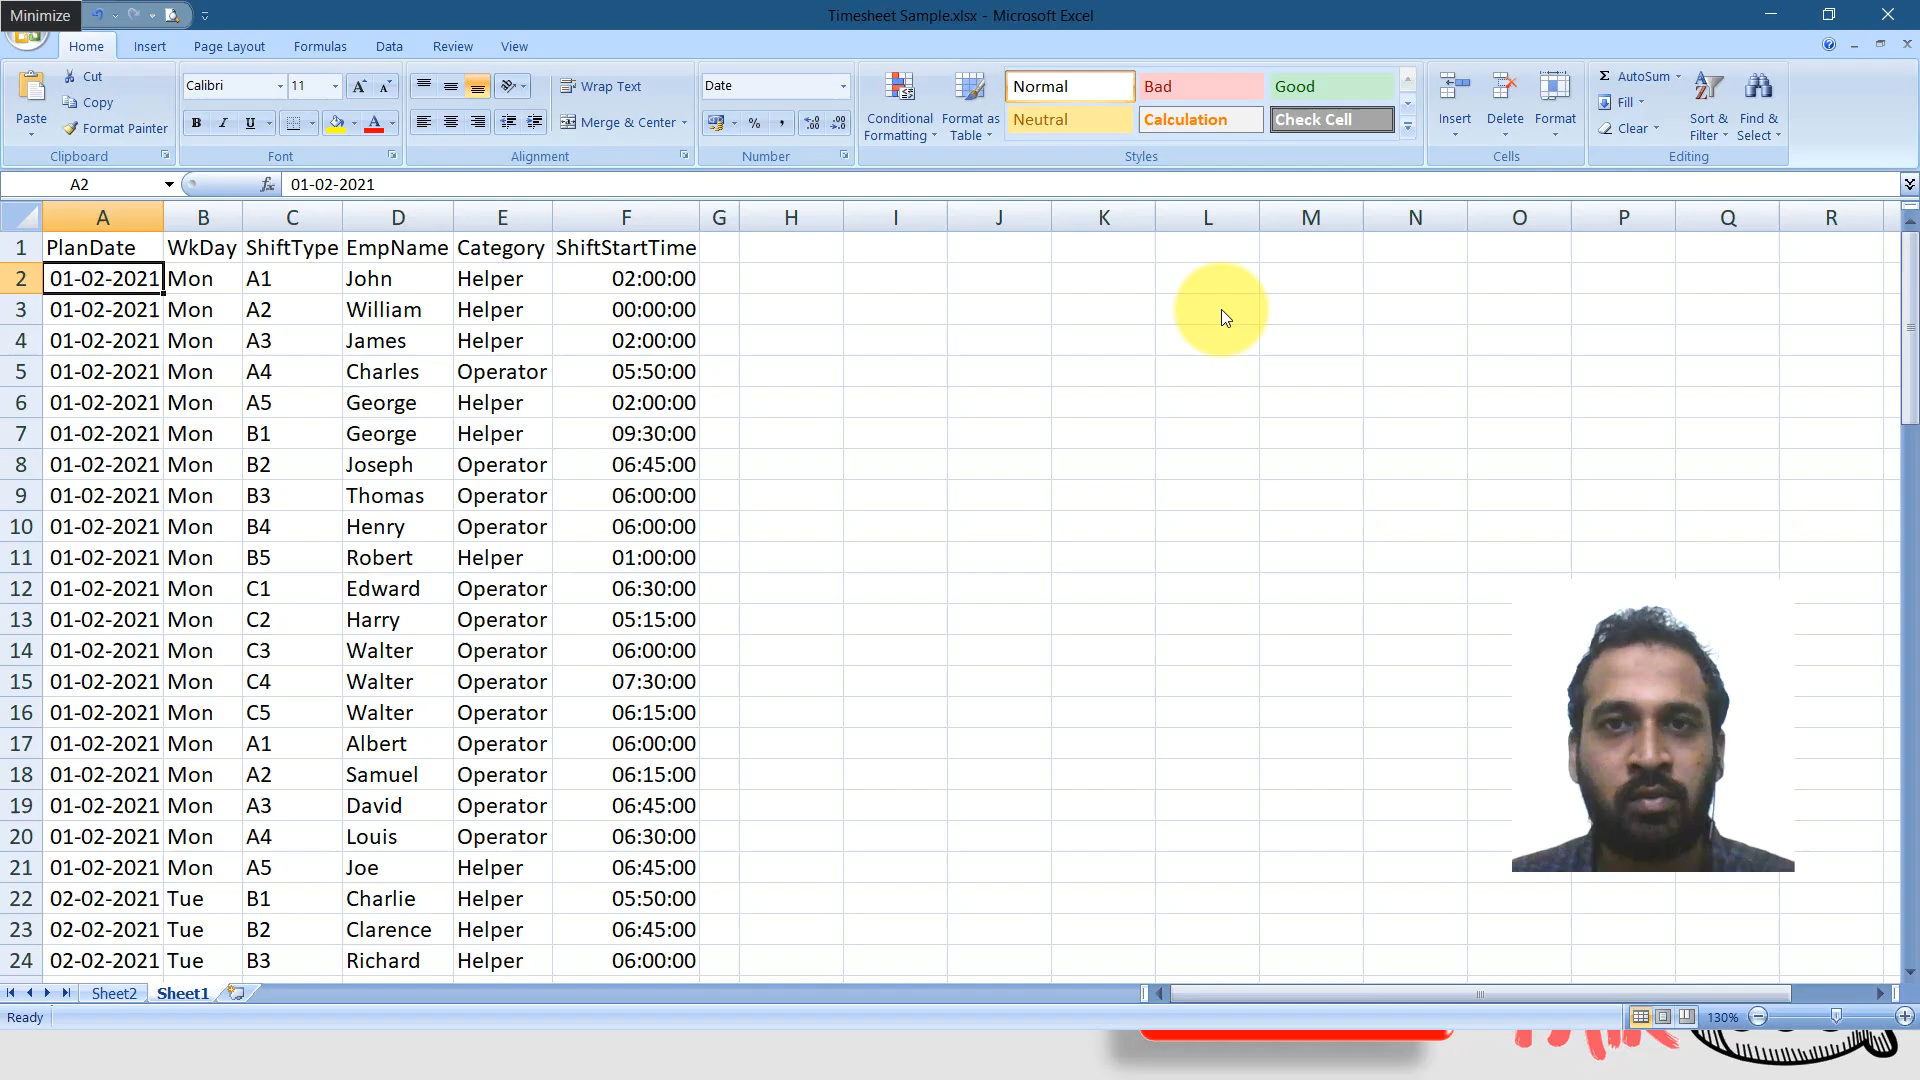 Minimize
Timesheet Sample.xlsx - Microsoft Excel
Home Insert Page Layout Formulas Data Review View
Paste
Cut
Copy
Format Painter
Clipboard
Calibri 11
B I U
Font
Wrap Text
Merge & Center
Alignment
Date
Number
Conditional Formatting
Format as Table
Normal Bad Good
Neutral Calculation Check Cell
Styles
Insert Delete Format
Cells
Σ AutoSum
Fill
Clear
Sort & Filter
Find & Select
Editing
A2 fx 01-02-2021
A B C D E F G H I J K L M N O P Q R
1 PlanDate WkDay ShiftType EmpName Category ShiftStartTime
2 01-02-2021 Mon A1 John Helper 02:00:00
3 01-02-2021 Mon A2 William Helper 00:00:00
4 01-02-2021 Mon A3 James Helper 02:00:00
5 01-02-2021 Mon A4 Charles Operator 05:50:00
6 01-02-2021 Mon A5 George Helper 02:00:00
7 01-02-2021 Mon B1 George Helper 09:30:00
8 01-02-2021 Mon B2 Joseph Operator 06:45:00
9 01-02-2021 Mon B3 Thomas Operator 06:00:00
10 01-02-2021 Mon B4 Henry Operator 06:00:00
11 01-02-2021 Mon B5 Robert Helper 01:00:00
12 01-02-2021 Mon C1 Edward Operator 06:30:00
13 01-02-2021 Mon C2 Harry Operator 05:15:00
14 01-02-2021 Mon C3 Walter Operator 06:00:00
15 01-02-2021 Mon C4 Walter Operator 07:30:00
16 01-02-2021 Mon C5 Walter Operator 06:15:00
17 01-02-2021 Mon A1 Albert Operator 06:00:00
18 01-02-2021 Mon A2 Samuel Operator 06:15:00
19 01-02-2021 Mon A3 David Operator 06:45:00
20 01-02-2021 Mon A4 Louis Operator 06:30:00
21 01-02-2021 Mon A5 Joe Helper 06:45:00
22 02-02-2021 Tue B1 Charlie Helper 05:50:00
23 02-02-2021 Tue B2 Clarence Helper 06:45:00
24 02-02-2021 Tue B3 Richard Helper 06:00:00
Sheet2 Sheet1
Ready 130%